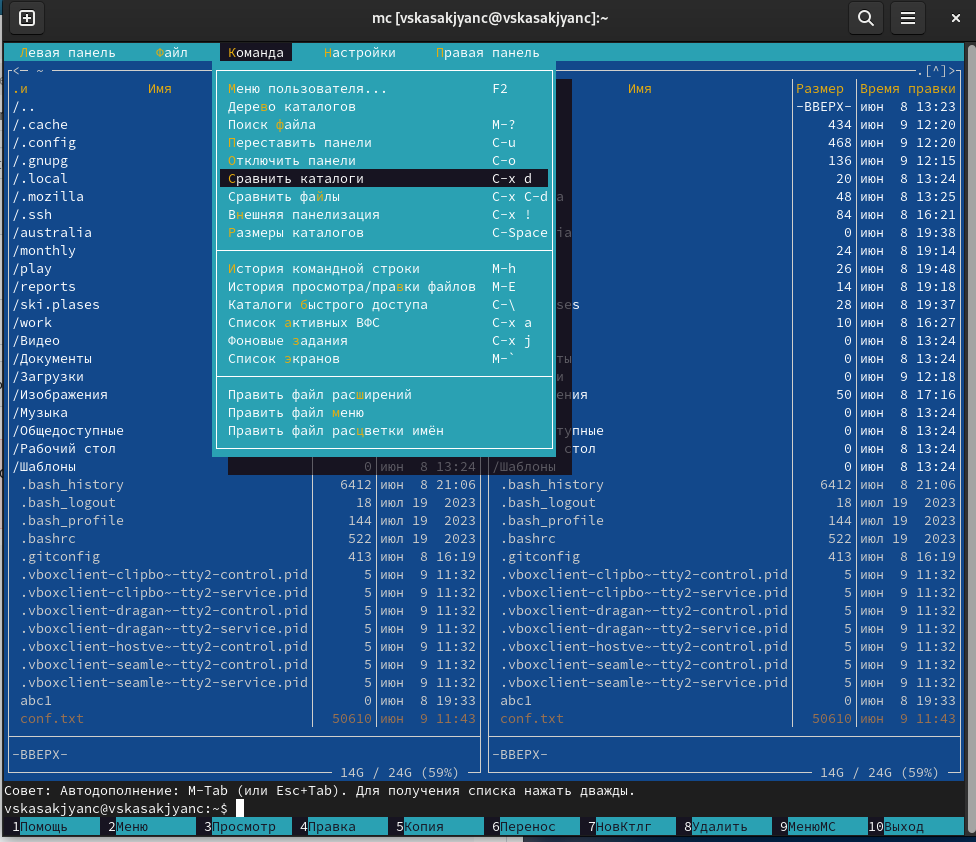 mc [vskasakjyanc@vskasakjyanc]:~
Левая панель Файл Команда Настройки Правая панель
<— ~ .[^]>
.и Имя Меню пользователя... F2 Имя Размер Время правки
/.. Дерево каталогов -ВВЕРХ- июн 8 13:23
/.cache Поиск файла M-? 434 июн 9 12:20
/.config Переставить панели C-u 468 июн 9 12:20
/.gnupg Отключить панели C-o 136 июн 9 12:15
/.local Сравнить каталоги C-x d 20 июн 8 13:24
/.mozilla Сравнить файлы C-x C-d a 48 июн 8 13:25
/.ssh Внешняя панелизация C-x ! 84 июн 8 16:21
/australia Размеры каталогов C-Space ia 0 июн 8 19:38
/monthly 24 июн 8 19:14
/play История командной строки M-h 26 июн 8 19:48
/reports История просмотра/правки файлов M-E 14 июн 8 19:18
/ski.plases Каталоги быстрого доступа C-\ ses 28 июн 8 19:37
/work Список активных ВФС C-x a 10 июн 8 16:27
/Видео Фоновые задания C-x j 0 июн 8 13:24
/Документы Список экранов M-` ты 0 июн 8 13:24
/Загрузки и 0 июн 9 12:18
/Изображения Править файл расширений ения 50 июн 8 17:16
/Музыка Править файл меню 0 июн 8 13:24
/Общедоступные Править файл расцветки имён тупные 0 июн 8 13:24
/Рабочий стол стол 0 июн 8 13:24
/Шаблоны 0 июн 8 13:24 /Шаблоны 0 июн 8 13:24
.bash_history 6412 июн 8 21:06 .bash_history 6412 июн 8 21:06
.bash_logout 18 июл 19 2023 .bash_logout 18 июл 19 2023
.bash_profile 144 июл 19 2023 .bash_profile 144 июл 19 2023
.bashrc 522 июл 19 2023 .bashrc 522 июл 19 2023
.gitconfig 413 июн 8 16:19 .gitconfig 413 июн 8 16:19
.vboxclient-clipbo~-tty2-control.pid 5 июн 9 11:32 .vboxclient-clipbo~-tty2-control.pid 5 июн 9 11:32
.vboxclient-clipbo~-tty2-service.pid 5 июн 9 11:32 .vboxclient-clipbo~-tty2-service.pid 5 июн 9 11:32
.vboxclient-dragan~-tty2-control.pid 5 июн 9 11:32 .vboxclient-dragan~-tty2-control.pid 5 июн 9 11:32
.vboxclient-dragan~-tty2-service.pid 5 июн 9 11:32 .vboxclient-dragan~-tty2-service.pid 5 июн 9 11:32
.vboxclient-hostve~-tty2-control.pid 5 июн 9 11:32 .vboxclient-hostve~-tty2-control.pid 5 июн 9 11:32
.vboxclient-seamle~-tty2-control.pid 5 июн 9 11:32 .vboxclient-seamle~-tty2-control.pid 5 июн 9 11:32
.vboxclient-seamle~-tty2-service.pid 5 июн 9 11:32 .vboxclient-seamle~-tty2-service.pid 5 июн 9 11:32
abc1 0 июн 8 19:33 abc1 0 июн 8 19:33
conf.txt 50610 июн 9 11:43 conf.txt 50610 июн 9 11:43
-ВВЕРХ- -ВВЕРХ-
14G / 24G (59%) 14G / 24G (59%)
Совет: Автодополнение: M-Tab (или Esc+Tab). Для получения списка нажать дважды.
vskasakjyanc@vskasakjyanc:~$
1Помощь 2Меню 3Просмотр 4Правка 5Копия 6Перенос 7НовКтлг 8Удалить 9МенюМС 10Выход